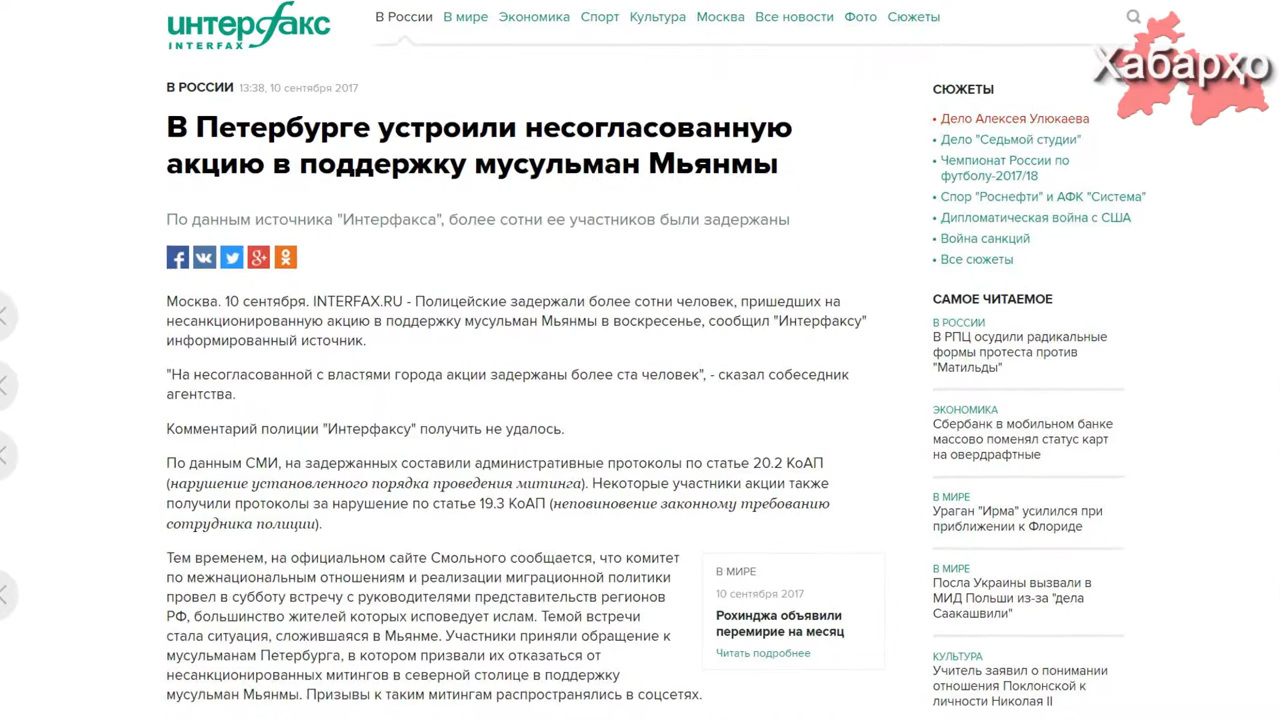 интерфакс
INTERFAX
В России В мире Экономика Спорт Культура Москва Все новости Фото Сюжеты
Хабарҳо
В РОССИИ 13:38, 10 сентября 2017
В Петербурге устроили несогласованную
акцию в поддержку мусульман Мьянмы
По данным источника "Интерфакса", более сотни ее участников были задержаны
Москва. 10 сентября. INTERFAX.RU - Полицейские задержали более сотни человек, пришедших на
несанкционированную акцию в поддержку мусульман Мьянмы в воскресенье, сообщил "Интерфаксу"
информированный источник.
"На несогласованной с властями города акции задержаны более ста человек", - сказал собеседник
агентства.
Комментарий полиции "Интерфаксу" получить не удалось.
По данным СМИ, на задержанных составили административные протоколы по статье 20.2 КоАП
(нарушение установленного порядка проведения митинга). Некоторые участники акции также
получили протоколы за нарушение по статье 19.3 КоАП (неповиновение законному требованию
сотрудника полиции).
Тем временем, на официальном сайте Смольного сообщается, что комитет
по межнациональным отношениям и реализации миграционной политики
провел в субботу встречу с руководителями представительств регионов
РФ, большинство жителей которых исповедует ислам. Темой встречи
стала ситуация, сложившаяся в Мьянме. Участники приняли обращение к
мусульманам Петербурга, в котором призвали их отказаться от
несанкционированных митингов в северной столице в поддержку
мусульман Мьянмы. Призывы к таким митингам распространялись в соцсетях.
В МИРЕ
10 сентября 2017
Рохинджа объявили
перемирие на месяц
Читать подробнее
СЮЖЕТЫ
• Дело Алексея Улюкаева
• Дело "Седьмой студии"
• Чемпионат России по
футболу-2017/18
• Спор "Роснефти" и АФК "Система"
• Дипломатическая война с США
• Война санкций
• Все сюжеты
САМОЕ ЧИТАЕМОЕ
В РОССИИ
В РПЦ осудили радикальные
формы протеста против
"Матильды"
ЭКОНОМИКА
Сбербанк в мобильном банке
массово поменял статус карт
на овердрафтные
В МИРЕ
Ураган "Ирма" усилился при
приближении к Флориде
В МИРЕ
Посла Украины вызвали в
МИД Польши из-за "дела
Саакашвили"
КУЛЬТУРА
Учитель заявил о понимании
отношения Поклонской к
личности Николая II